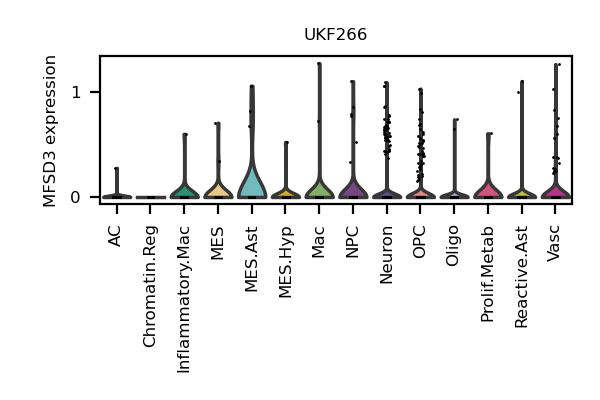 UKF266
MFSD3 expression
1
0
AC
Chromatin.Reg
Inflammatory.Mac
MES
MES.Ast
MES.Hyp
Mac
NPC
Neuron
OPC
Oligo
Prolif.Metab
Reactive.Ast
Vasc